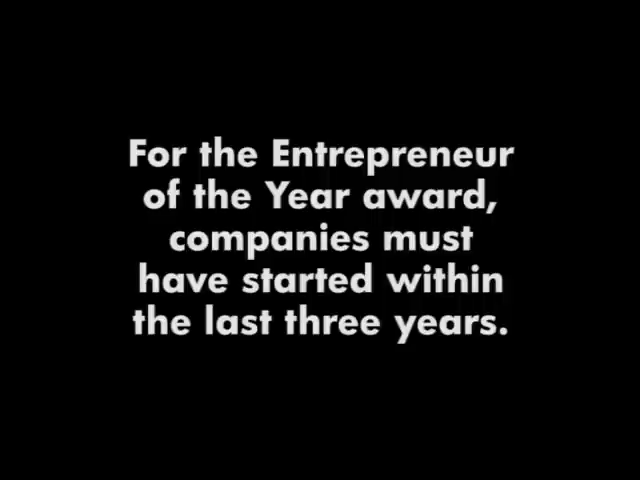 For the Entrepreneur
of the Year award,
companies must
have started within
the last three years.